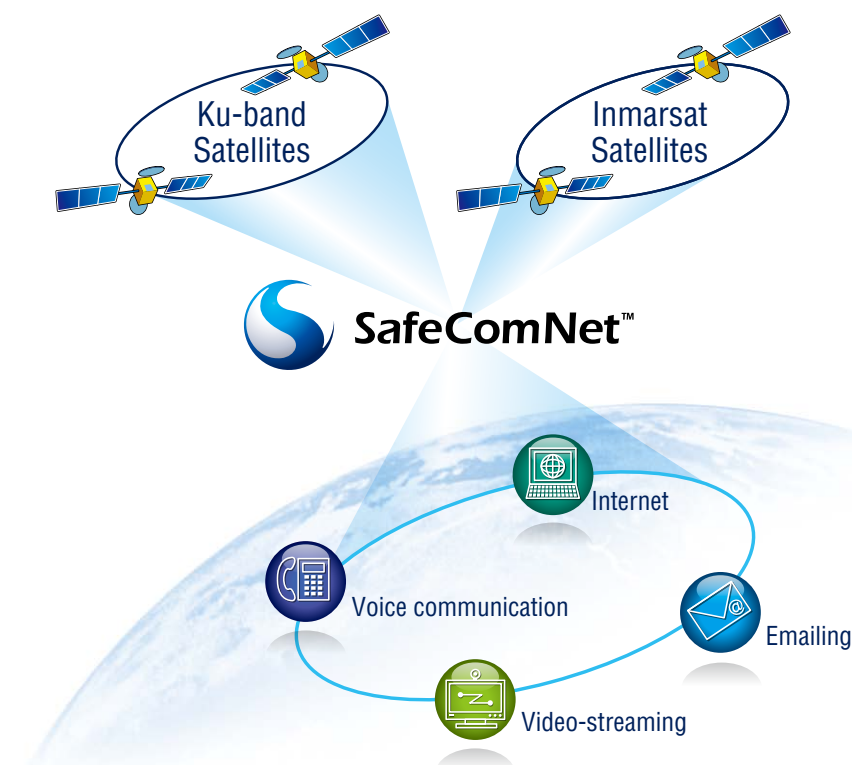 Ku-band
Satellites
Inmarsat
Satellites
SafeComNet™
Internet
Voice communication
@
Emailing
Video-streaming